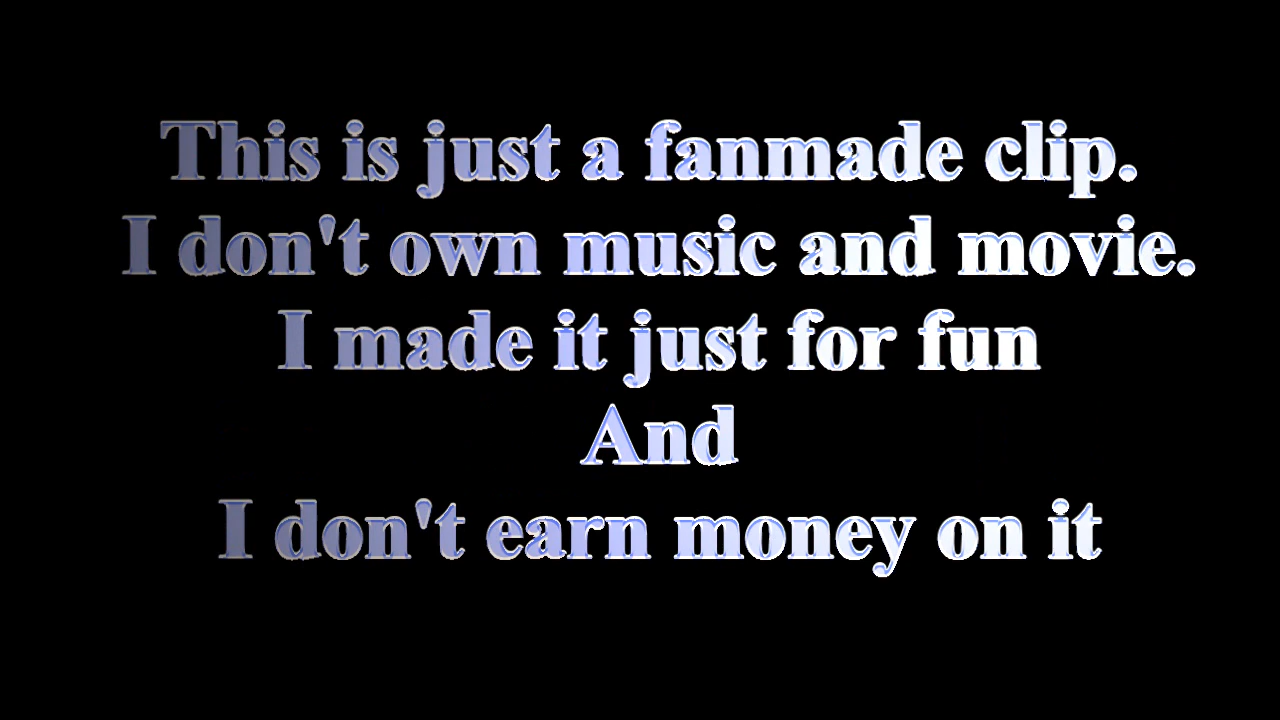 This is just a fanmade clip.
I don't own music and movie.
I made it just for fun
And
I don't earn money on it